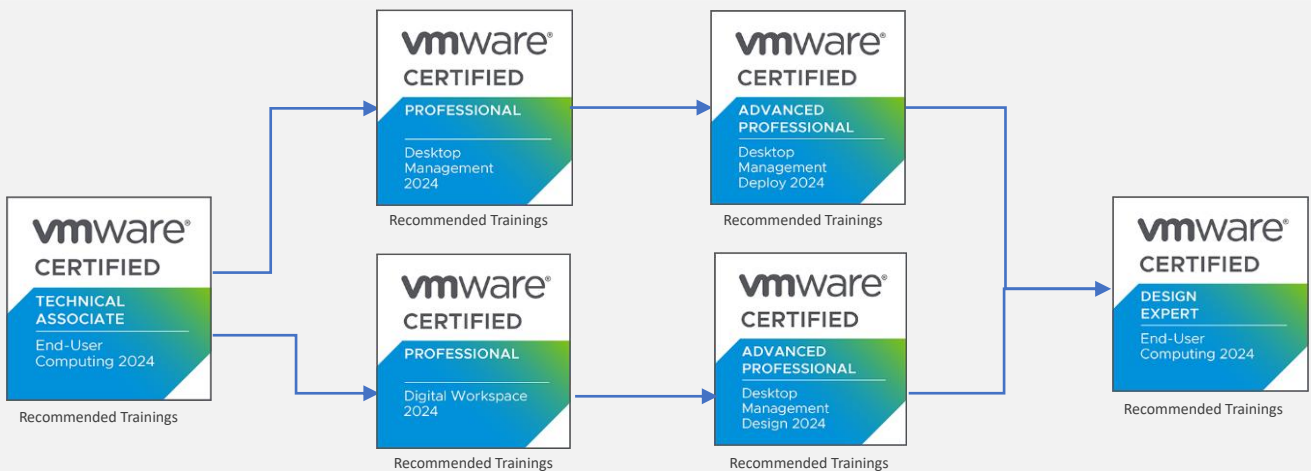 vmware®
CERTIFIED
TECHNICAL
ASSOCIATE
End-User
Computing 2024
Recommended Trainings
vmware®
CERTIFIED
PROFESSIONAL
Desktop
Management
2024
Recommended Trainings
vmware®
CERTIFIED
ADVANCED
PROFESSIONAL
Desktop
Management
Deploy 2024
Recommended Trainings
vmware®
CERTIFIED
PROFESSIONAL
Digital Workspace
2024
Recommended Trainings
vmware®
CERTIFIED
ADVANCED
PROFESSIONAL
Desktop
Management
Design 2024
Recommended Trainings
vmware®
CERTIFIED
DESIGN
EXPERT
End-User
Computing 2024
Recommended Trainings